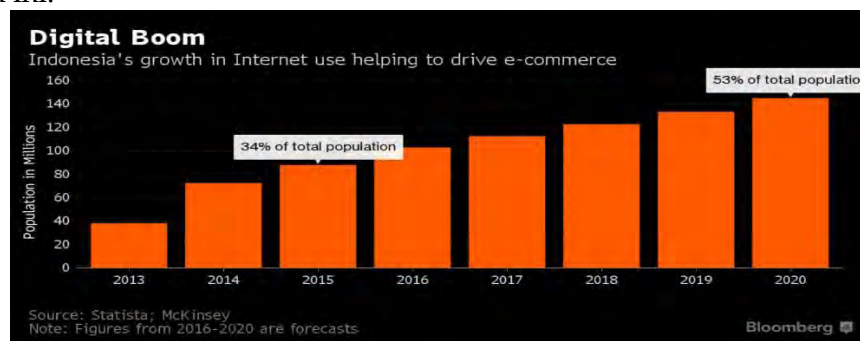 Digital Boom
Indonesia's growth in Internet use helping to drive e-commerce
160
53% of total populatio
140
120
34% of total population
100
80
60
40
20
0
Population in Millions
2013 2014 2015 2016 2017 2018 2019 2020
Source: Statista; McKinsey
Note: Figures from 2016-2020 are forecasts
Bloomberg